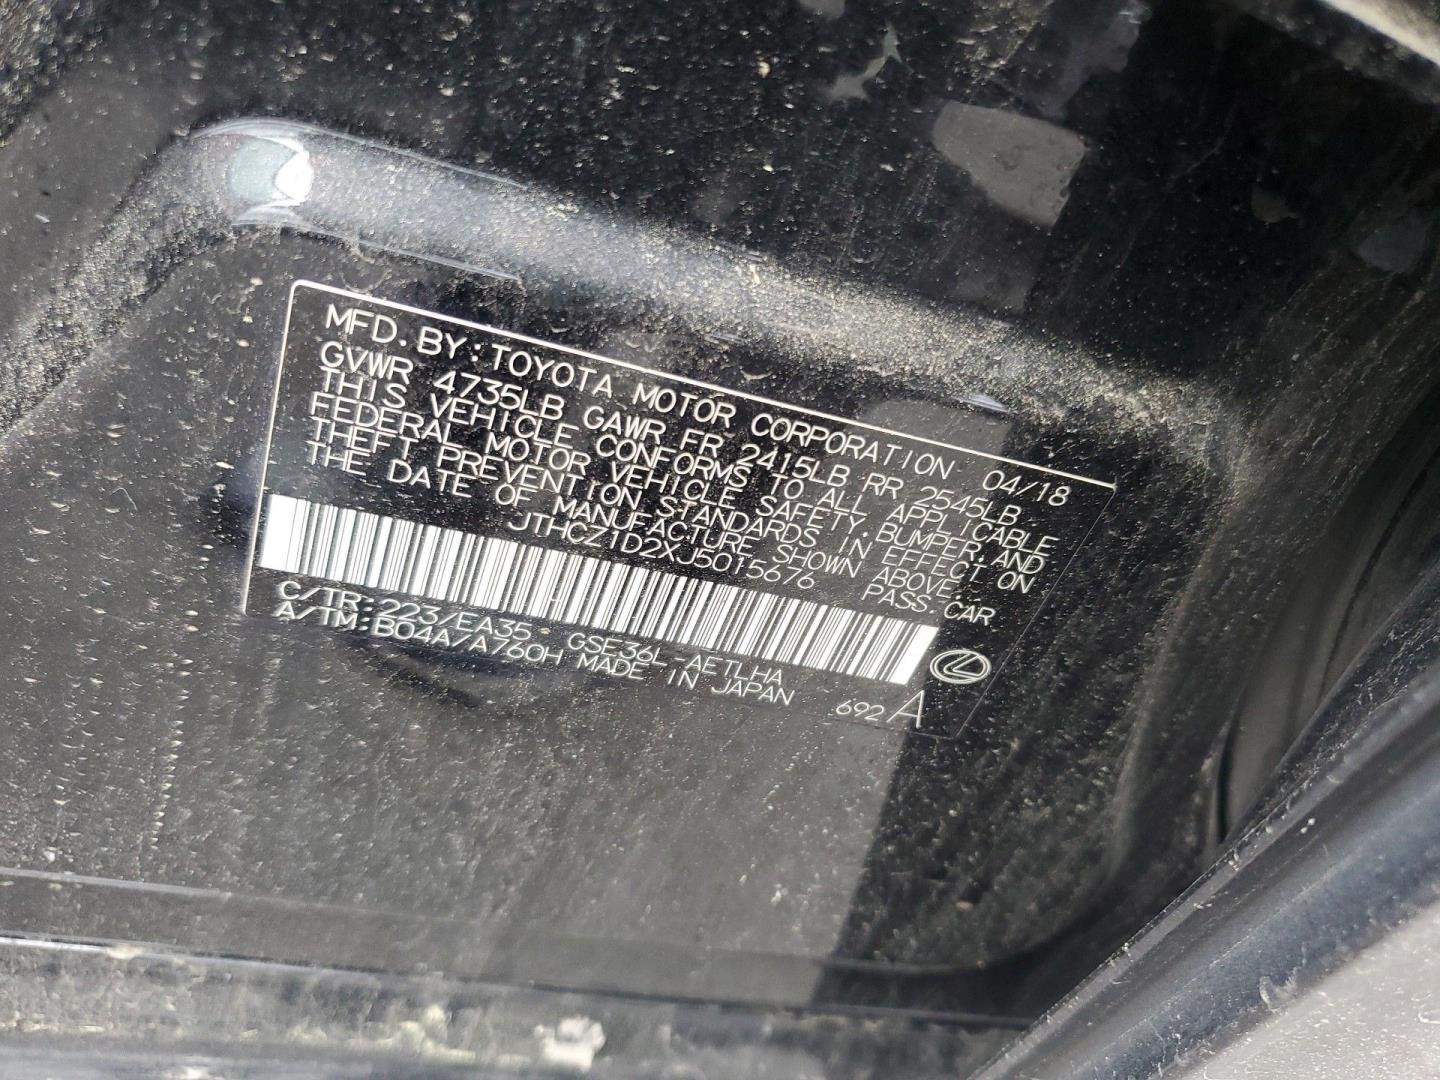 MFD. BY: TOYOTA MOTOR CORPORATION 04/18
GVWR 4735LB GAWR FR 2415LB RR 2545LB
THIS VEHICLE CONFORMS TO ALL APPLICABLE
FEDERAL MOTOR VEHICLE SAFETY, BUMPER, AND
THEFT PREVENTION STANDARDS IN EFFECT ON
THE DATE OF MANUFACTURE SHOWN ABOVE.
JTHCZ1D2XJ5015676 PASS. CAR
C/TR:223/EA35 GSE36L-AETLHA
A/TM:B04A/A760H MADE IN JAPAN 692 A